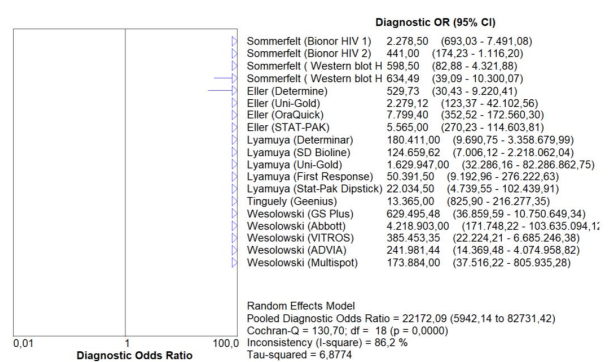 Diagnostic OR (95% CI)
Sommerfelt (Bionor HIV 1) 2.278,50 (693,03 - 7.491,08)
Sommerfelt (Bionor HIV 2) 441,00 (174,23 - 1.116,20)
Sommerfelt ( Western blot H 598,50 (82,88 - 4.321,88)
Sommerfelt ( Western blot H 634,49 (39,09 - 10.300,07)
Eller (Determine) 529,73 (30,43 - 9.220,41)
Eller (Uni-Gold) 2.279,12 (123,37 - 42.102,56)
Eller (OraQuick) 7.799,40 (352,52 - 172.560,30)
Eller (STAT-PAK) 5.565,00 (270,23 - 114.603,81)
Lyamuya (Determinar) 180.411,00 (9.690,75 - 3.358.679,99)
Lyamuya (SD Bioline) 124.659,62 (7.006,12 - 2.218.062,04)
Lyamuya (Uni-Gold) 1.629.947,00 (32.286,16 - 82.286.862,75)
Lyamuya (First Response) 50.391,50 (9.192,96 - 276.222,63)
Lyamuya (Stat-Pak Dipstick) 22.034,50 (4.739,55 - 102.439,91)
Tinguely (Geenius) 13.365,00 (825,90 - 216.277,35)
Wesolowski (GS Plus) 629.495,48 (36.859,59 - 10.750.649,34)
Wesolowski (Abbott) 4.218.903,00 (171.748,22 - 103.635.094,12
Wesolowski (VITROS) 385.453,35 (22.224,21 - 6.685.246,38)
Wesolowski (ADVIA) 241.981,44 (14.369,48 - 4.074.958,82)
Wesolowski (Multispot) 173.884,00 (37.516,22 - 805.935,28)
Random Effects Model
Pooled Diagnostic Odds Ratio = 22172,09 (5942,14 to 82731,42)
Cochran-Q = 130,70; df = 18 (p = 0,0000)
Inconsistency (I-square) = 86,2 %
Tau-squared = 6,8774
0,01 1 100,0
Diagnostic Odds Ratio